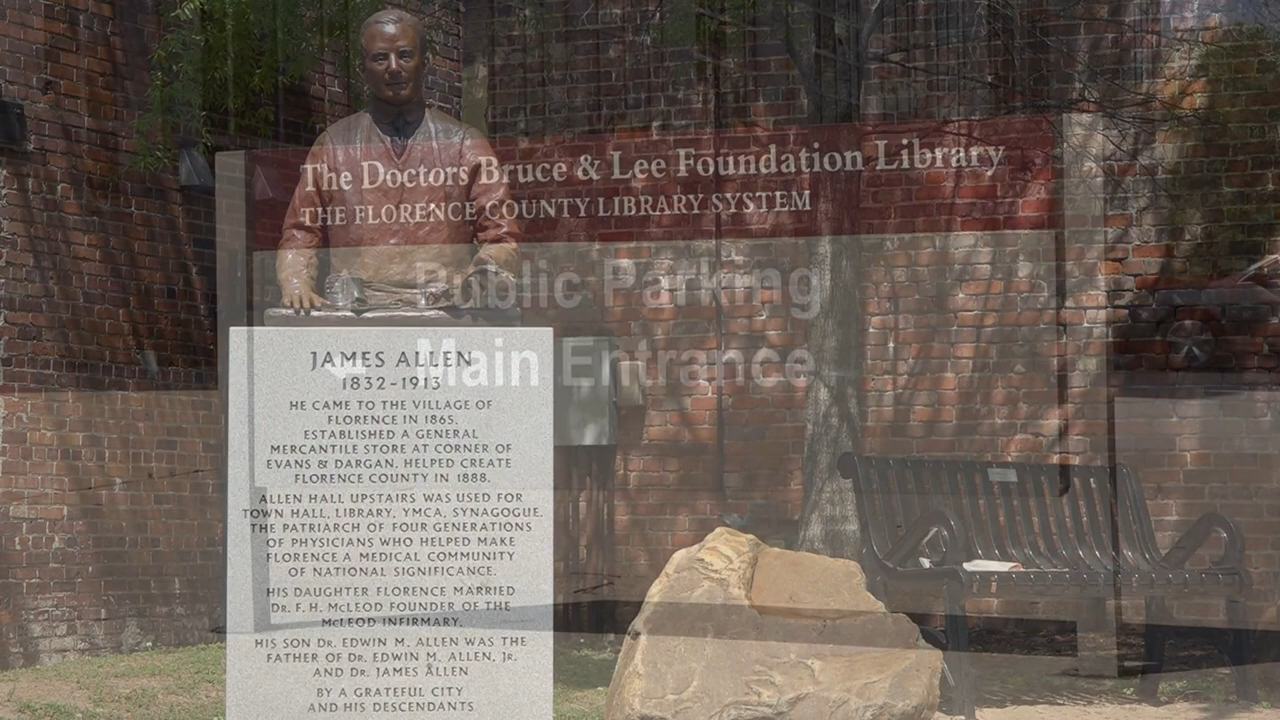 The Doctors Bruce & Lee Foundation Library
THE FLORENCE COUNTY LIBRARY SYSTEM
Public Parking
Main Entrance
JAMES ALLEN
1832-1913
HE CAME TO THE VILLAGE OF
FLORENCE IN 1865.
ESTABLISHED A GENERAL
MERCANTILE STORE AT CORNER OF
EVANS & DARGAN. HELPED CREATE
FLORENCE COUNTY IN 1888.
ALLEN HALL UPSTAIRS WAS USED FOR
TOWN HALL, LIBRARY, YMCA, SYNAGOGUE.
THE PATRIARCH OF FOUR GENERATIONS
OF PHYSICIANS WHO HELPED MAKE
FLORENCE A MEDICAL COMMUNITY
OF NATIONAL SIGNIFICANCE.
HIS DAUGHTER FLORENCE MARRIED
DR. F. H. MCLEOD FOUNDER OF THE
MCLEOD INFIRMARY.
HIS SON DR. EDWIN M. ALLEN WAS THE
FATHER OF DR. EDWIN M. ALLEN, JR.
AND DR. JAMES ALLEN
BY A GRATEFUL CITY
AND HIS DESCENDANTS